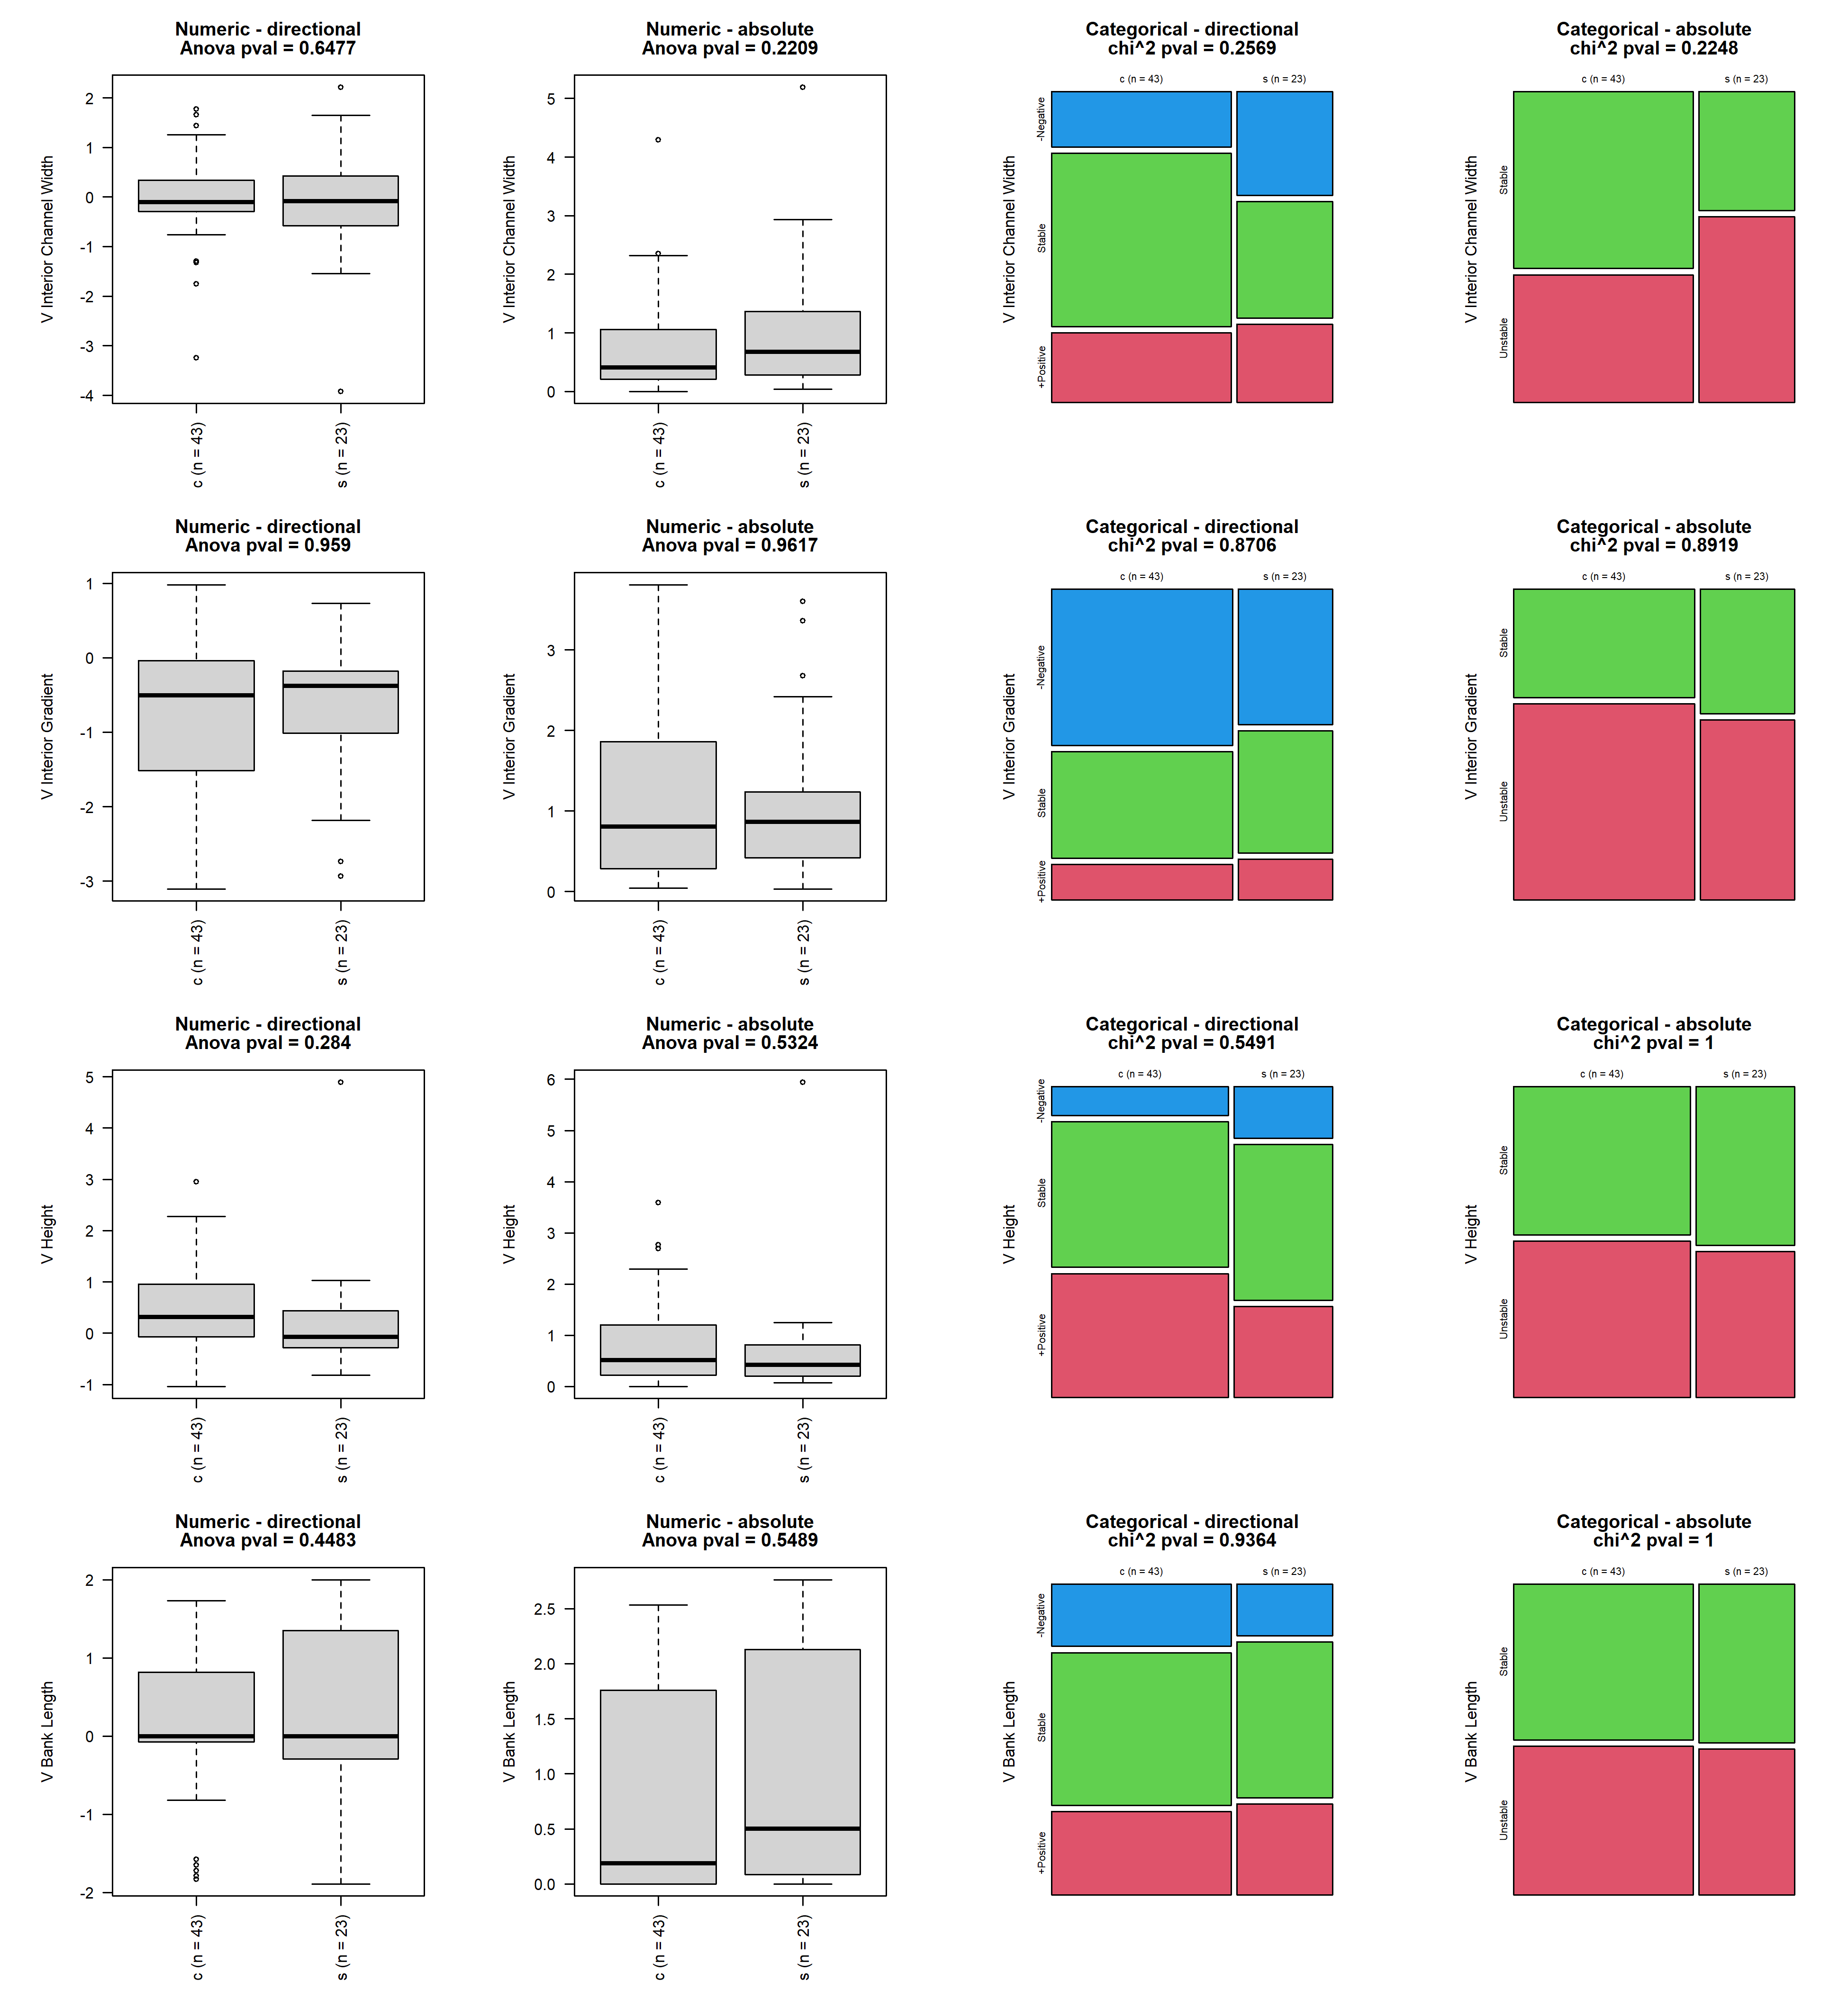 Numeric - directional
Anova pval = 0.6477
V Interior Channel Width
2
1
0
-1
-2
-3
-4
c (n = 43)
s (n = 23)
Numeric - absolute
Anova pval = 0.2209
V Interior Channel Width
5
4
3
2
1
0
c (n = 43)
s (n = 23)
Categorical - directional
chi^2 pval = 0.2569
c (n = 43)
s (n = 23)
V Interior Channel Width
-Negative
Stable
+Positive
Categorical - absolute
chi^2 pval = 0.2248
c (n = 43)
s (n = 23)
V Interior Channel Width
Stable
Unstable
Numeric - directional
Anova pval = 0.959
V Interior Gradient
1
0
-1
-2
-3
c (n = 43)
s (n = 23)
Numeric - absolute
Anova pval = 0.9617
V Interior Gradient
3
2
1
0
c (n = 43)
s (n = 23)
Categorical - directional
chi^2 pval = 0.8706
c (n = 43)
s (n = 23)
V Interior Gradient
-Negative
Stable
+Positive
Categorical - absolute
chi^2 pval = 0.8919
c (n = 43)
s (n = 23)
V Interior Gradient
Stable
Unstable
Numeric - directional
Anova pval = 0.284
V Height
5
4
3
2
1
0
-1
c (n = 43)
s (n = 23)
Numeric - absolute
Anova pval = 0.5324
V Height
6
5
4
3
2
1
0
c (n = 43)
s (n = 23)
Categorical - directional
chi^2 pval = 0.5491
c (n = 43)
s (n = 23)
V Height
-Negative
Stable
+Positive
Categorical - absolute
chi^2 pval = 1
c (n = 43)
s (n = 23)
V Height
Stable
Unstable
Numeric - directional
Anova pval = 0.4483
V Bank Length
2
1
0
-1
-2
c (n = 43)
s (n = 23)
Numeric - absolute
Anova pval = 0.5489
V Bank Length
2.5
2.0
1.5
1.0
0.5
0.0
c (n = 43)
s (n = 23)
Categorical - directional
chi^2 pval = 0.9364
c (n = 43)
s (n = 23)
V Bank Length
-Negative
Stable
+Positive
Categorical - absolute
chi^2 pval = 1
c (n = 43)
s (n = 23)
V Bank Length
Stable
Unstable